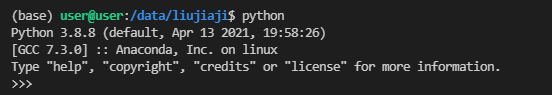 (base) user@user:/data/liujiaji$ python
Python 3.8.8 (default, Apr 13 2021, 19:58:26)
[GCC 7.3.0] :: Anaconda, Inc. on linux
Type "help", "copyright", "credits" or "license" for more information.
>>>